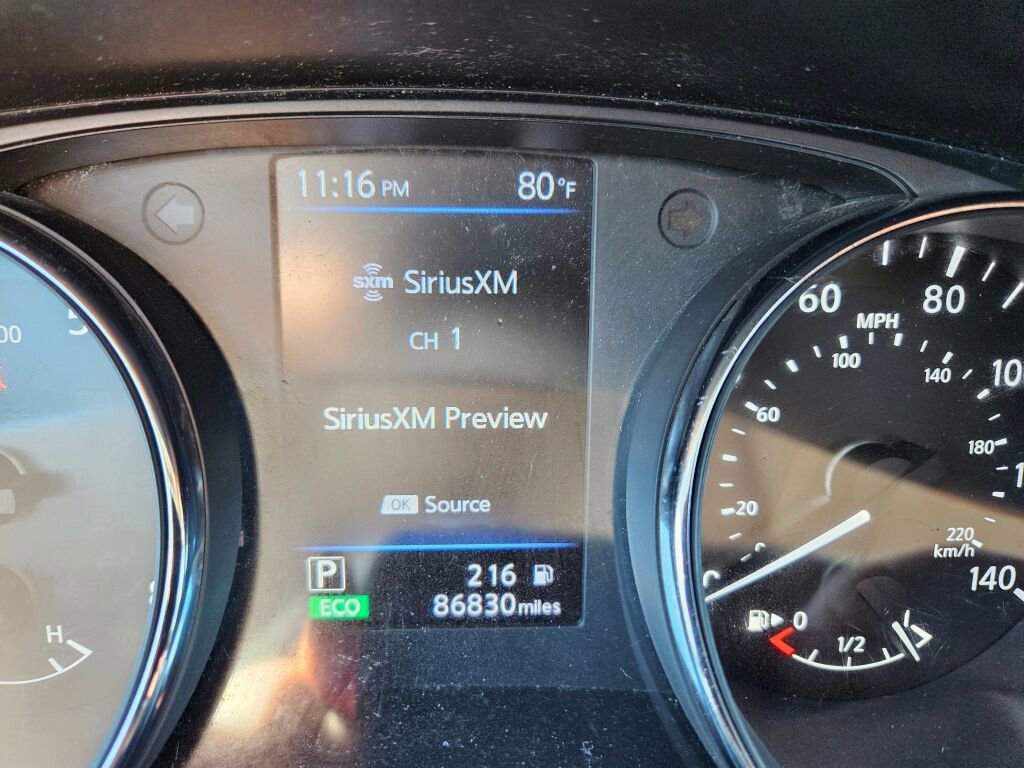 11:16 PM 80°F
sxm SiriusXM
CH 1
SiriusXM Preview
OK Source
P 216
ECO 86830 miles
H
60 80
MPH
100 140
60
180
20
220
km/h
140
0 1/2